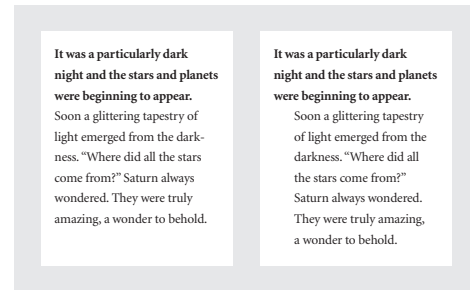 It was a particularly dark
night and the stars and planets
were beginning to appear.
Soon a glittering tapestry of
light emerged from the dark-
ness. “Where did all the stars
come from?” Saturn always
wondered. They were truly
amazing, a wonder to behold.
It was a particularly dark
night and the stars and planets
were beginning to appear.
Soon a glittering tapestry
of light emerged from the
darkness. “Where did all
the stars come from?”
Saturn always wondered.
They were truly amazing,
a wonder to behold.